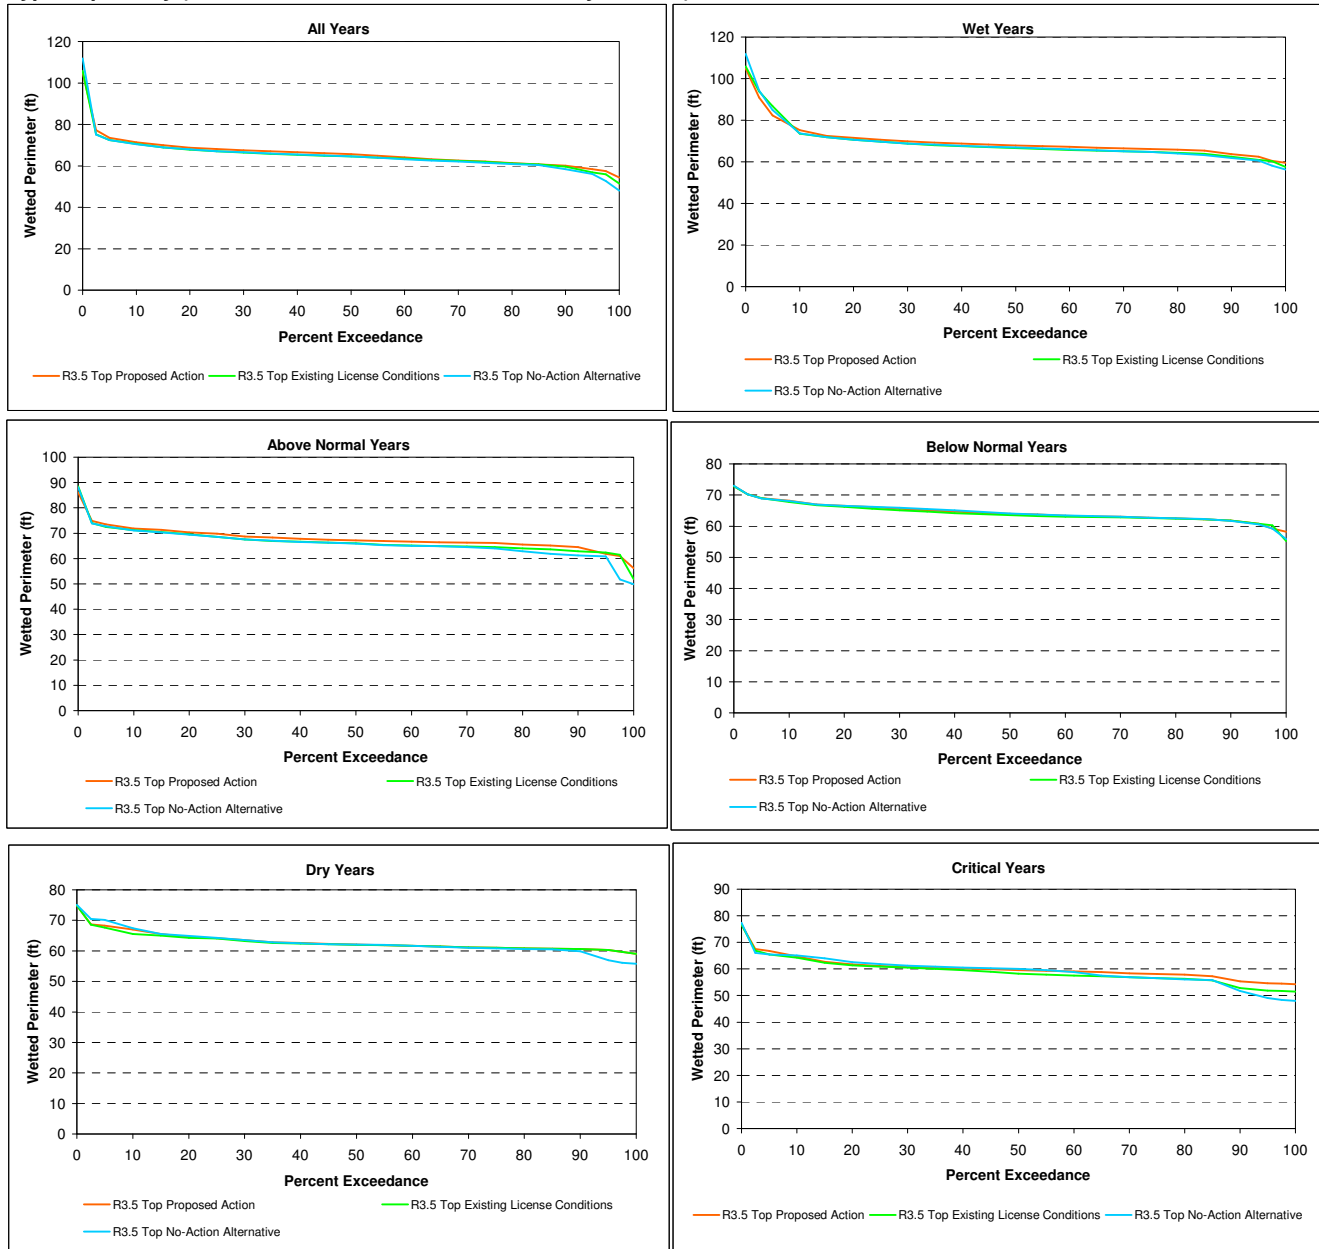 All Years
Wetted Perimeter (ft)
120
100
80
60
40
20
0
0 10 20 30 40 50 60 70 80 90 100
Percent Exceedance
R3.5 Top Proposed Action R3.5 Top Existing License Conditions R3.5 Top No-Action Alternative
Wet Years
Wetted Perimeter (ft)
120
100
80
60
40
20
0
0 10 20 30 40 50 60 70 80 90 100
Percent Exceedance
R3.5 Top Proposed Action R3.5 Top Existing License Conditions
R3.5 Top No-Action Alternative
Above Normal Years
Wetted Perimeter (ft)
100
90
80
70
60
50
40
30
20
10
0
0 10 20 30 40 50 60 70 80 90 100
Percent Exceedance
R3.5 Top Proposed Action R3.5 Top Existing License Conditions
R3.5 Top No-Action Alternative
Below Normal Years
Wetted Perimeter (ft)
80
70
60
50
40
30
20
10
0
0 10 20 30 40 50 60 70 80 90 100
Percent Exceedance
R3.5 Top Proposed Action R3.5 Top Existing License Conditions
R3.5 Top No-Action Alternative
Dry Years
Wetted Perimeter (ft)
80
70
60
50
40
30
20
10
0
0 10 20 30 40 50 60 70 80 90 100
Percent Exceedance
R3.5 Top Proposed Action R3.5 Top Existing License Conditions
R3.5 Top No-Action Alternative
Critical Years
Wetted Perimeter (ft)
90
80
70
60
50
40
30
20
10
0
0 10 20 30 40 50 60 70 80 90 100
Percent Exceedance
R3.5 Top Proposed Action R3.5 Top Existing License Conditions R3.5 Top No-Action Alternative